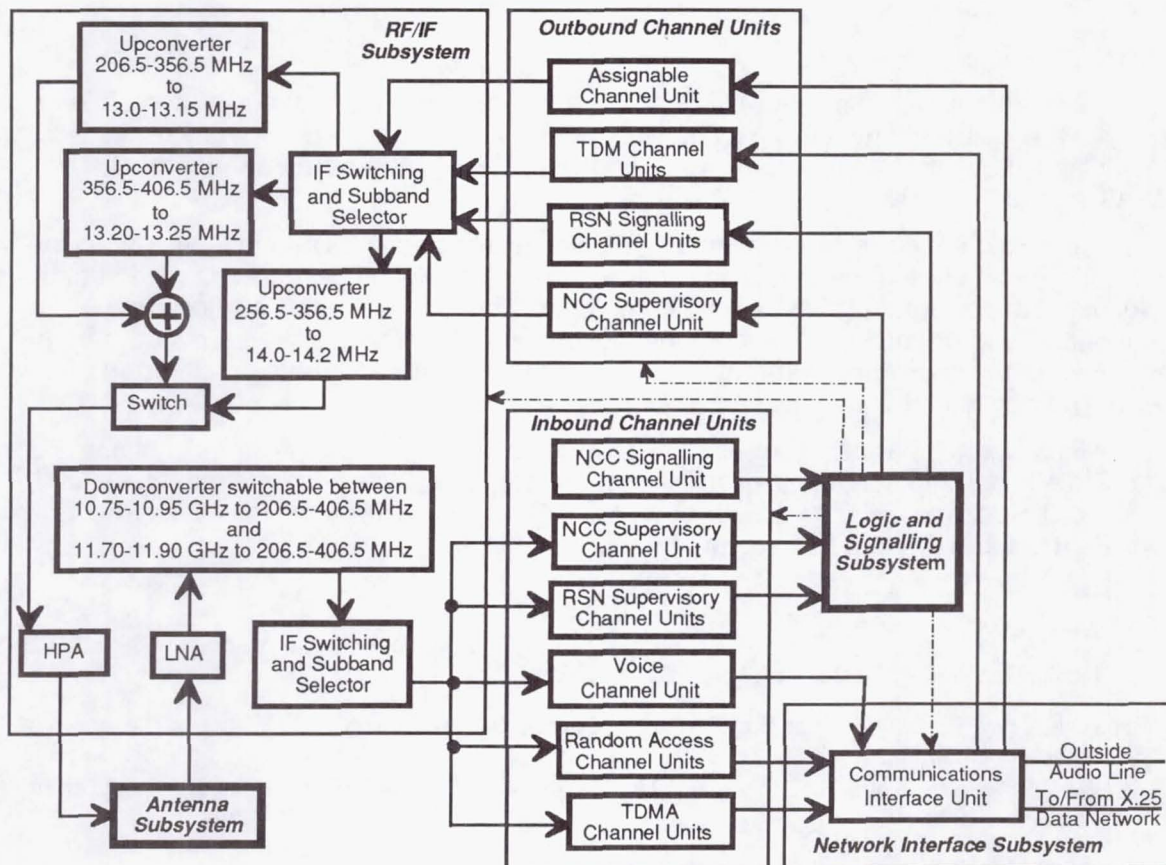 RF/IF
Subsystem
Upconverter
206.5-356.5 MHz
to
13.0-13.15 MHz
Upconverter
356.5-406.5 MHz
to
13.20-13.25 MHz
IF Switching
and Subband
Selector
Upconverter
256.5-356.5 MHz
to
14.0-14.2 MHz
+
Switch
Downconverter switchable between
10.75-10.95 GHz to 206.5-406.5 MHz
and
11.70-11.90 GHz to 206.5-406.5 MHz
HPA
LNA
IF Switching
and Subband
Selector
Antenna
Subsystem
Outbound Channel Units
Assignable
Channel Unit
TDM Channel
Units
RSN Signalling
Channel Units
NCC Supervisory
Channel Unit
Inbound Channel Units
NCC Signalling
Channel Unit
NCC Supervisory
Channel Unit
RSN Supervisory
Channel Units
Voice
Channel Unit
Random Access
Channel Units
TDMA
Channel Units
Logic and
Signalling
Subsystem
Communications
Interface Unit
Outside
Audio Line
To/From X.25
Data Network
Network Interface Subsystem